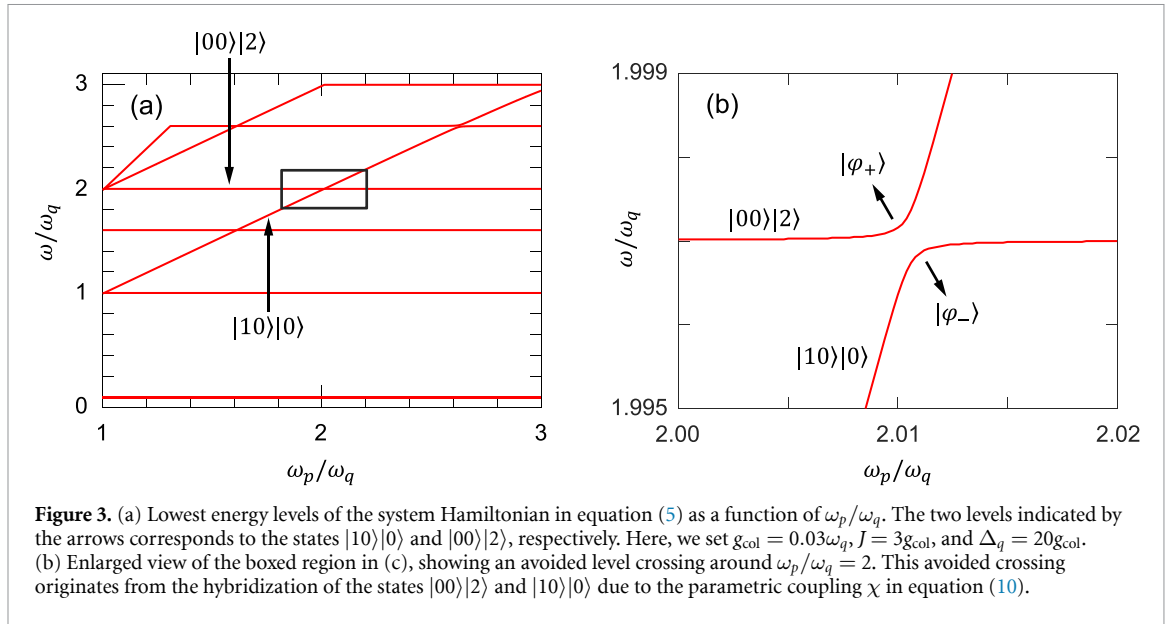 |00⟩|2⟩
(a)
3
2
1
0
ω/ω_q
|10⟩|0⟩
1 2 3
ω_p/ω_q
1.999
(b)
|φ₊⟩
|00⟩|2⟩
ω/ω_q
|φ₋⟩
|10⟩|0⟩
1.995
2.00 2.01 2.02
ω_p/ω_q
Figure 3. (a) Lowest energy levels of the system Hamiltonian in equation (5) as a function of ω_p/ω_q. The two levels indicated by
the arrows corresponds to the states |10⟩|0⟩ and |00⟩|2⟩, respectively. Here, we set g_col = 0.03ω_q, J = 3g_col, and Δ_q = 20g_col.
(b) Enlarged view of the boxed region in (c), showing an avoided level crossing around ω_p/ω_q = 2. This avoided crossing
originates from the hybridization of the states |00⟩|2⟩ and |10⟩|0⟩ due to the parametric coupling χ in equation (10).